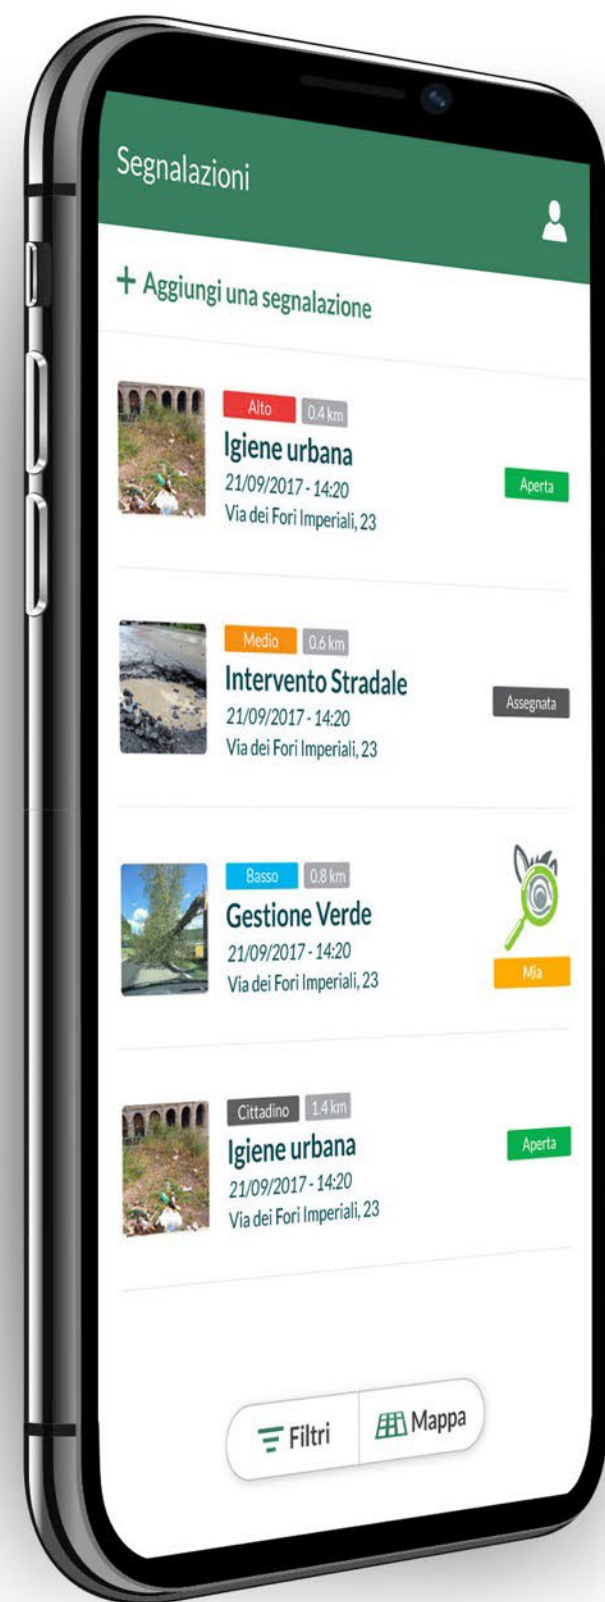 Segnalazioni
+ Aggiungi una segnalazione
Alto 0.4 km
Igiene urbana
21/09/2017 - 14:20
Via dei Fori Imperiali, 23
Aperta
Medio 0.6 km
Intervento Stradale
21/09/2017 - 14:20
Via dei Fori Imperiali, 23
Assegnata
Basso 0.8 km
Gestione Verde
21/09/2017 - 14:20
Via dei Fori Imperiali, 23
Mia
Cittadino 1.4 km
Igiene urbana
21/09/2017 - 14:20
Via dei Fori Imperiali, 23
Aperta
Filtri Mappa